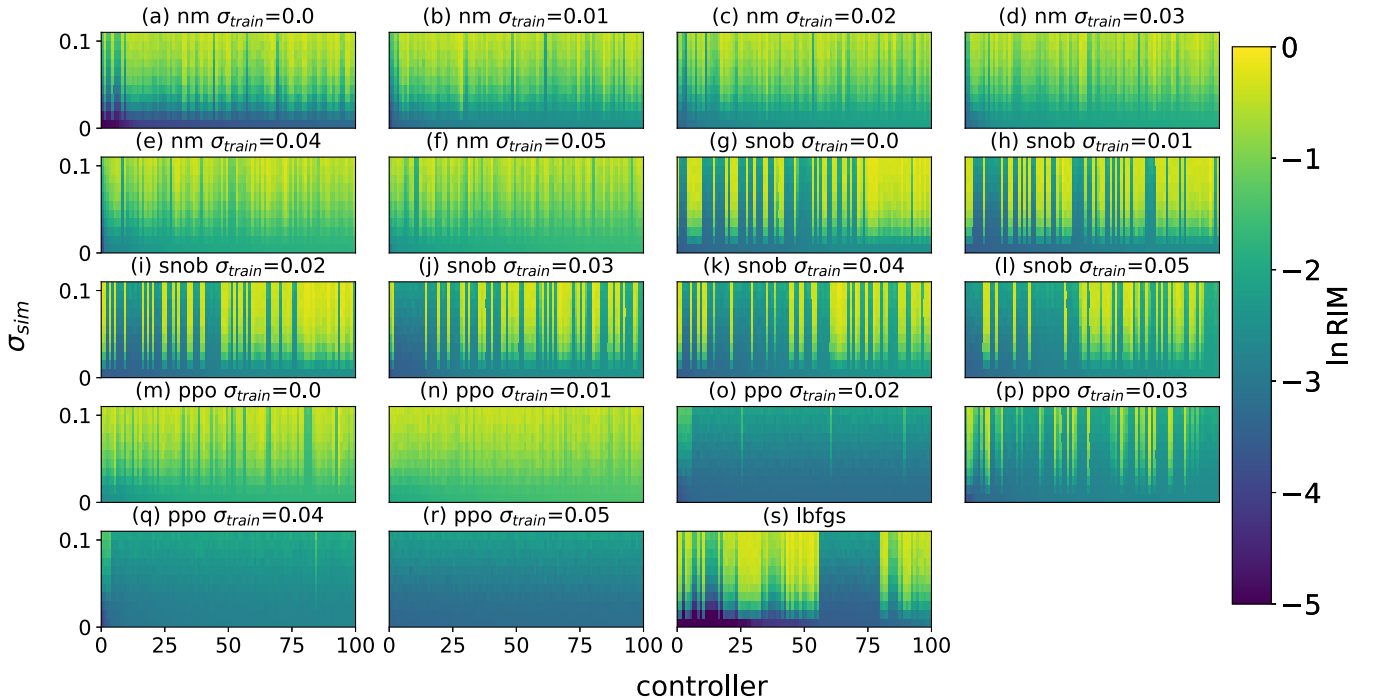 (a) nm σtrain=0.0
(b) nm σtrain=0.01
(c) nm σtrain=0.02
(d) nm σtrain=0.03
0.1
0
(e) nm σtrain=0.04
(f) nm σtrain=0.05
(g) snob σtrain=0.0
(h) snob σtrain=0.01
0.1
0
(i) snob σtrain=0.02
(j) snob σtrain=0.03
(k) snob σtrain=0.04
(l) snob σtrain=0.05
0.1
0
σsim
(m) ppo σtrain=0.0
(n) ppo σtrain=0.01
(o) ppo σtrain=0.02
(p) ppo σtrain=0.03
0.1
0
(q) ppo σtrain=0.04
(r) ppo σtrain=0.05
(s) lbfgs
0.1
0
0 25 50 75 100
0 25 50 75 100
0 25 50 75 100
controller
0
−1
−2
−3
−4
−5
ln RIM